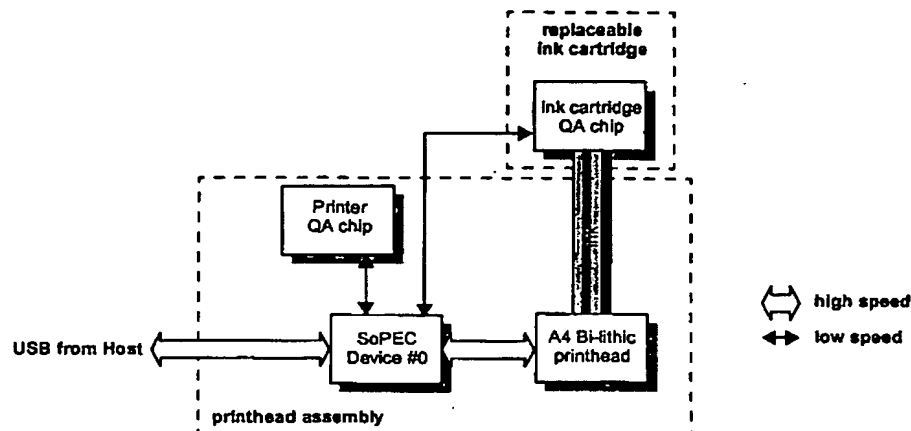 replaceable
ink cartridge
ink cartridge
QA chip
Printer
QA chip
high speed
low speed
USB from Host
SoPEC
Device #0
A4 Bi-lithic
printhead
printhead assembly